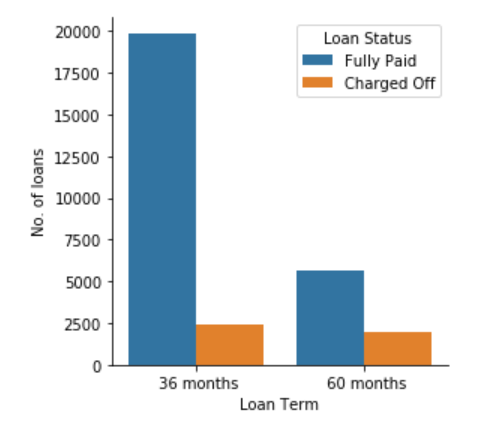 20000
17500
15000
12500
10000
7500
5000
2500
0
No. of loans
Loan Status
Fully Paid
Charged Off
36 months
60 months
Loan Term